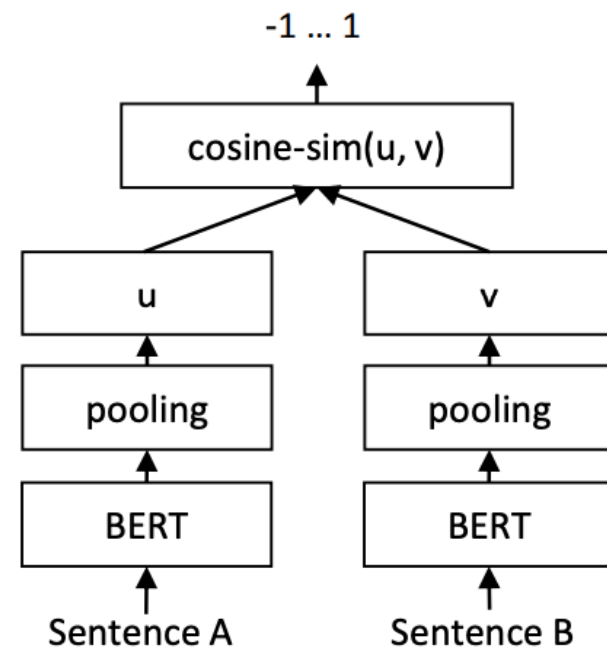 -1 ... 1
cosine-sim(u, v)
u
v
pooling
pooling
BERT
BERT
Sentence A
Sentence B